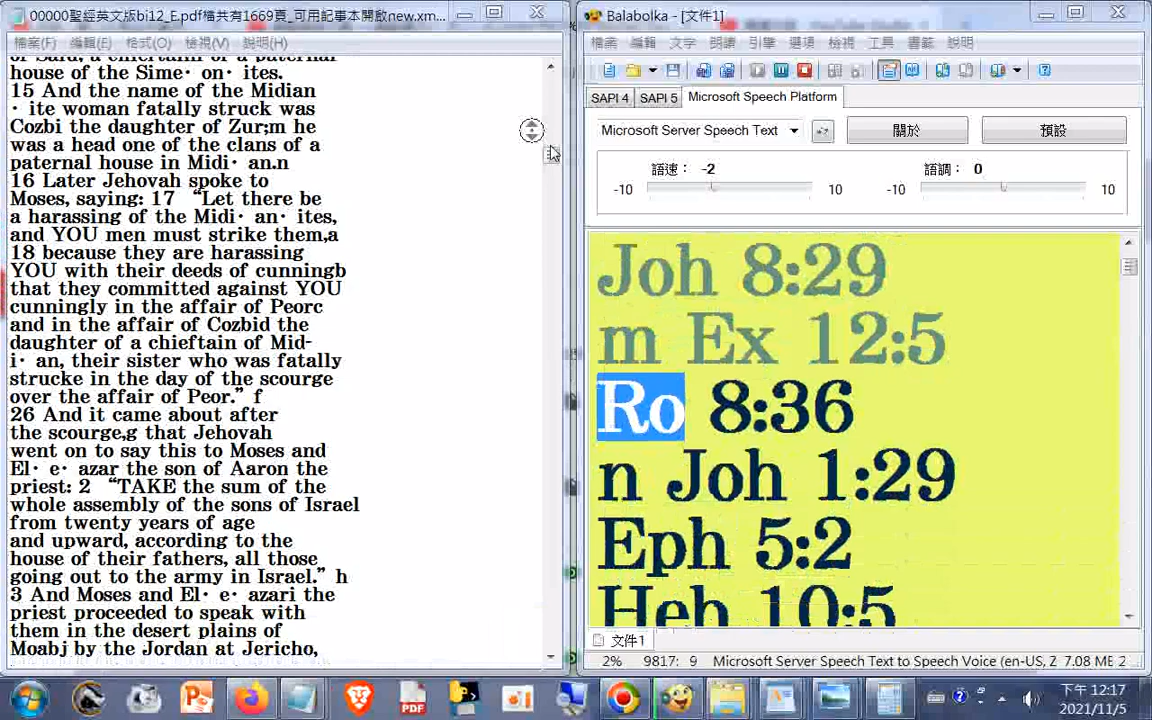 00000聖經英文版bi12_E.pdf檔共有1669頁_可用記事本開啟new.xm...
檔案(F) 編輯(E) 格式(O) 檢視(V) 說明(H)
house of the Sime· on· ites.
15 And the name of the Midian
· ite woman fatally struck was
Cozbi the daughter of Zur;m he
was a head one of the clans of a
paternal house in Midi· an.n
16 Later Jehovah spoke to
Moses, saying: 17 “Let there be
a harassing of the Midi· an· ites,
and YOU men must strike them,a
18 because they are harassing
YOU with their deeds of cunningb
that they committed against YOU
cunningly in the affair of Peorc
and in the affair of Cozbid the
daughter of a chieftain of Mid-
i· an, their sister who was fatally
strucke in the day of the scourge
over the affair of Peor.” f
26 And it came about after
the scourge,g that Jehovah
went on to say this to Moses and
El· e· azar the son of Aaron the
priest: 2 “TAKE the sum of the
whole assembly of the sons of Israel
from twenty years of age
and upward, according to the
house of their fathers, all those
going out to the army in Israel.” h
3 And Moses and El· e· azari the
priest proceeded to speak with
them in the desert plains of
Moabj by the Jordan at Jericho,
Balabolka - [文件1]
檔案 編輯 文字 朗讀 引擎 選項 檢視 工具 書籤 說明
SAPI 4 SAPI 5 Microsoft Speech Platform
Microsoft Server Speech Text 關於 預設
語速: -2 語調: 0
-10 10 -10 10
Joh 8:29
m Ex 12:5
Ro 8:36
n Joh 1:29
Eph 5:2
Heb 10:5
文件1
2% 9817: 9 Microsoft Server Speech Text to Speech Voice (en-US, Z 7.08 ME 2
PDF
下午 12:17
2021/11/5